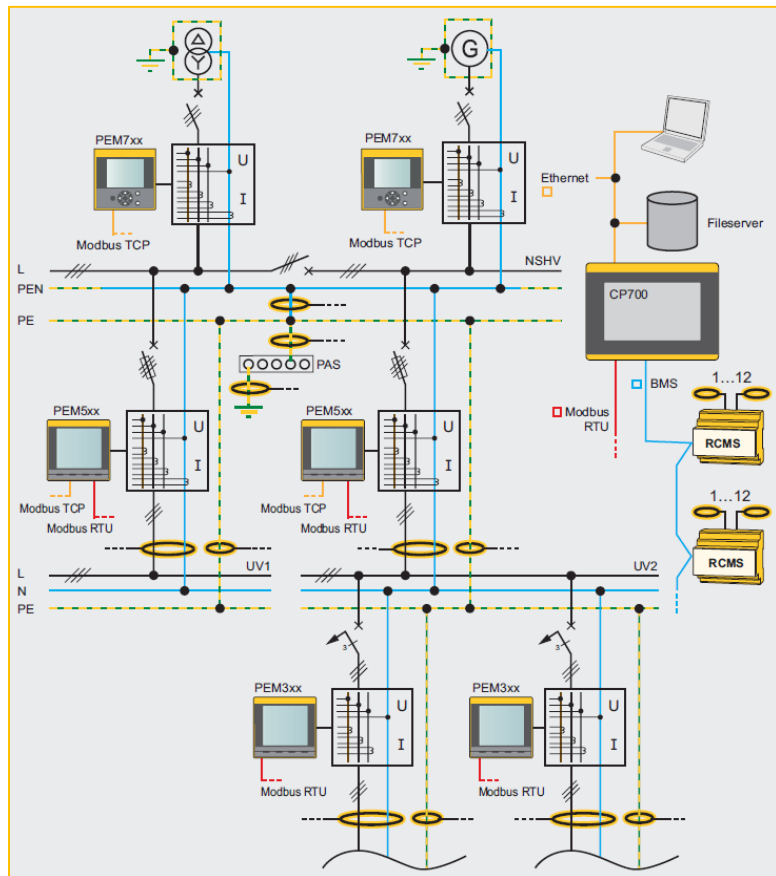 G
PEM7xx
U
I
Modbus TCP
PEM7xx
U
I
Modbus TCP
Ethernet
Fileserver
L
NSHV
PEN
PE
CP700
PAS
BMS
Modbus
RTU
1...12
RCMS
PEM5xx
U
I
Modbus TCP
Modbus RTU
PEM5xx
U
I
Modbus TCP
Modbus RTU
1...12
RCMS
L
UV1
UV2
N
PE
3
3
PEM3xx
U
I
Modbus RTU
PEM3xx
U
I
Modbus RTU